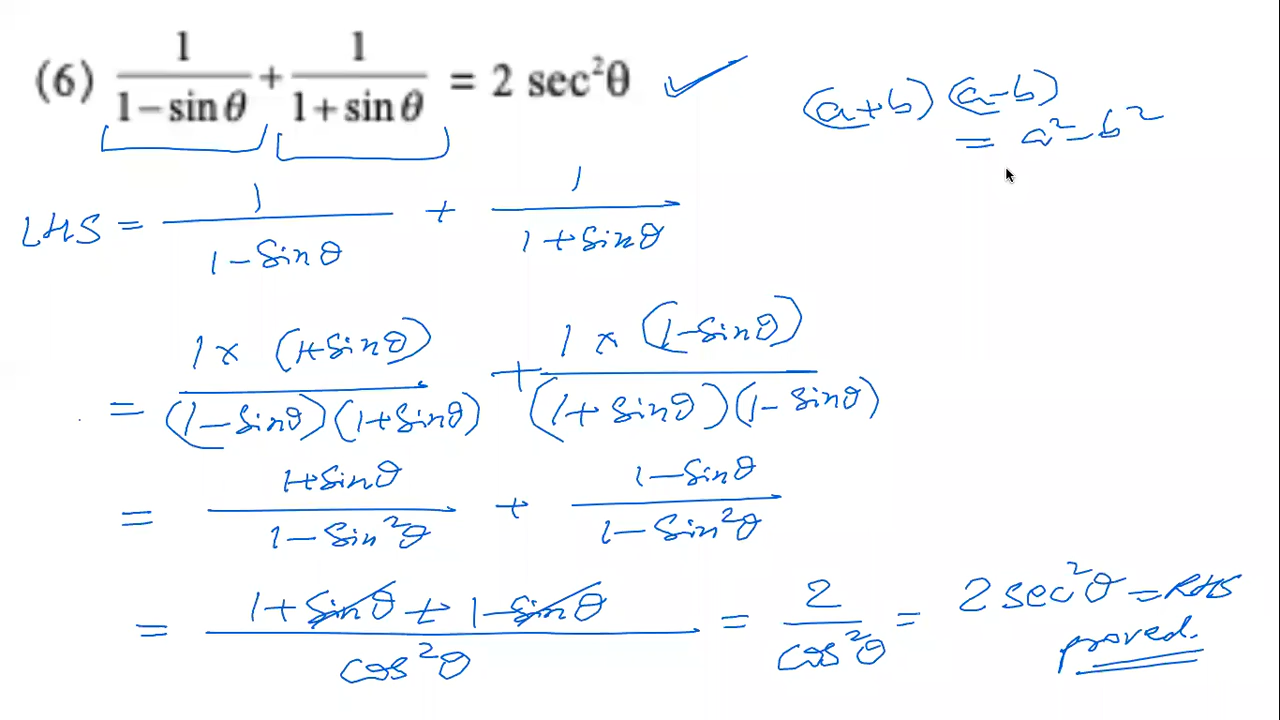 (6) 1/(1 − sin θ) + 1/(1 + sin θ) = 2 sec²θ ✓
(a+b) (a−b)
= a² − b²
LHS = 1/(1 − Sinθ) + 1/(1 + Sinθ)
= 1 × (1+Sinθ)/(1 − Sinθ)(1 + Sinθ) + 1 × (1−Sinθ)/(1 + Sinθ)(1 − Sinθ)
= 1+Sinθ/1 − Sin²θ + 1 − Sinθ/1 − Sin²θ
= 1 + Sinθ + 1 − Sinθ/cos²θ = 2/cos²θ = 2 sec²θ = RHS
proved.